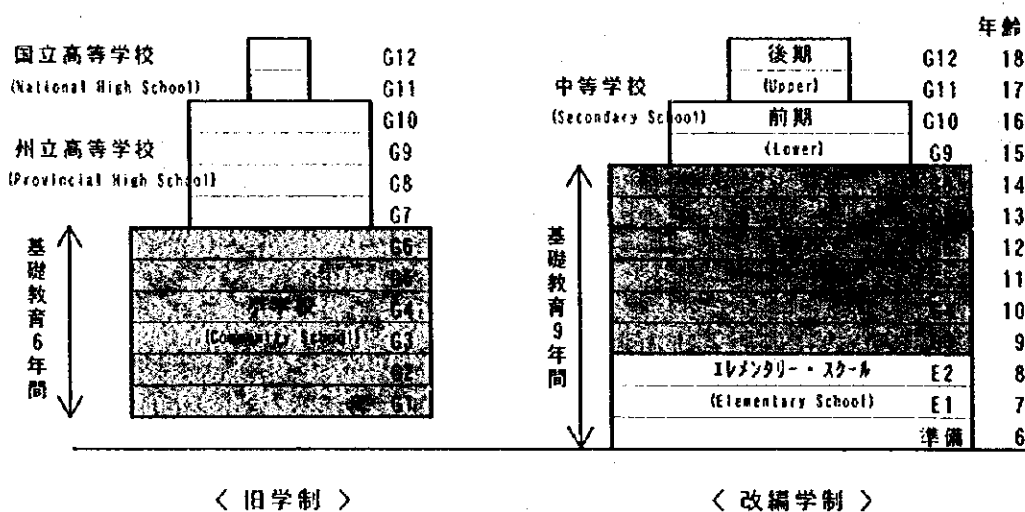 年齢
国立高等学校 G12 後期 G12 18
(National High School) G11 中等学校 (Upper) G11 17
G10 (Secondary School) 前期 G10 16
州立高等学校 G9 (Lower) G9 15
(Provincial High School) G8 14
G7 13
G6 12
11
G4 10
(Community School) G3 9
G2 エレメンタリー・スクール E2 8
G1 (Elementary School) E1 7
準備 6
基礎教育6年間
基礎教育9年間
〈 旧学制 〉 〈 改編学制 〉